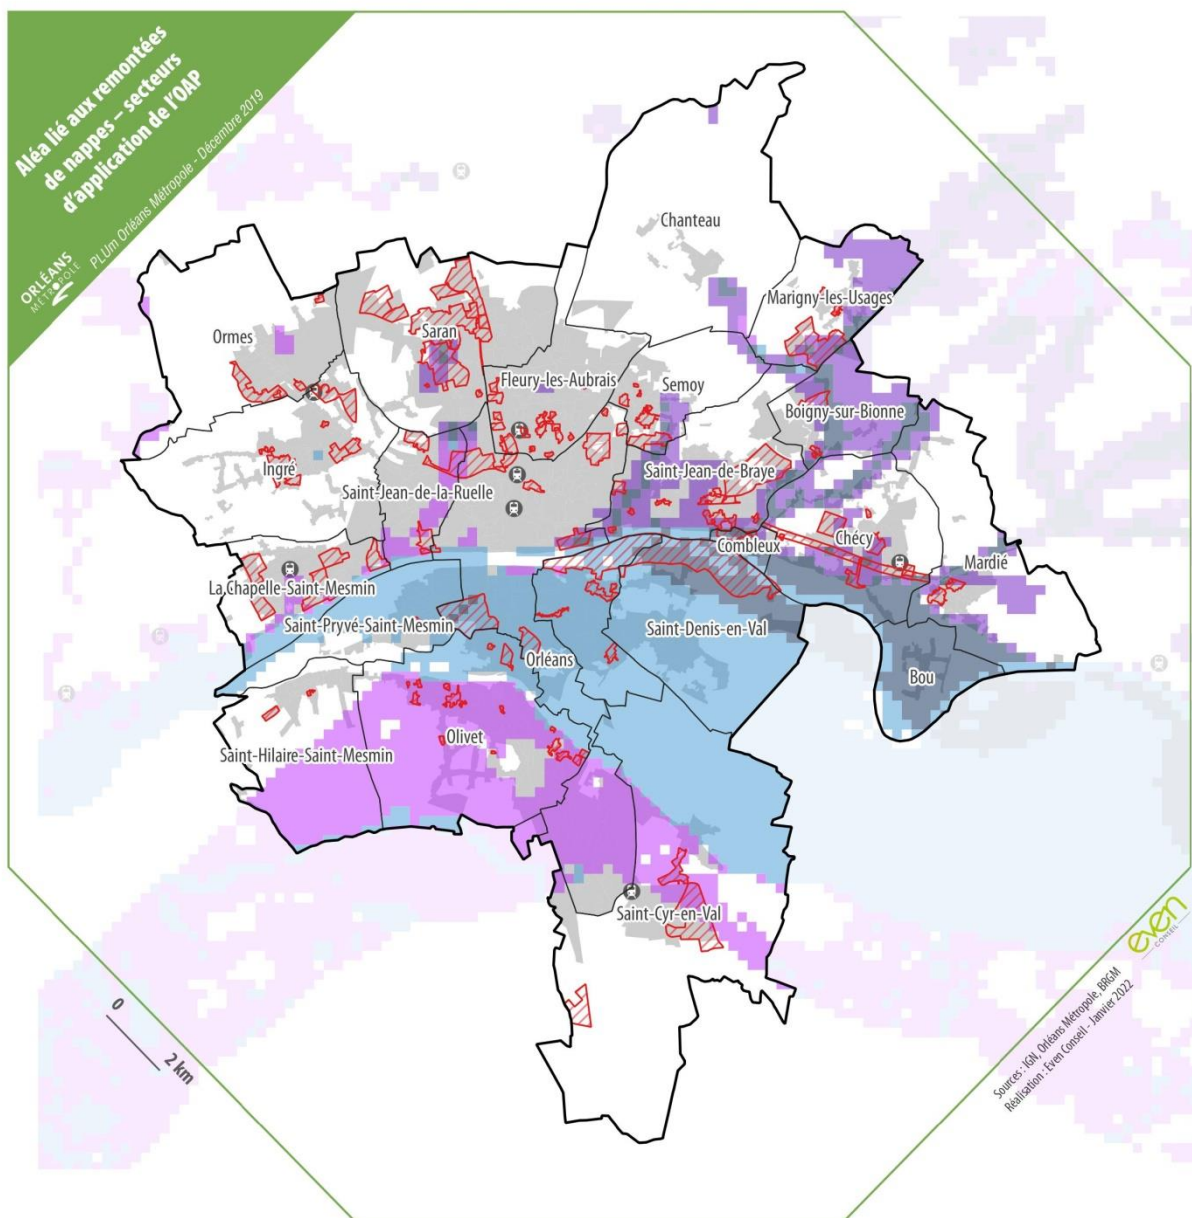 Aléa lié aux remontées
de nappes – secteurs
d'application de l'OAP
PLUm Orléans Métropole - Décembre 2019
ORLÉANS
MÉTROPOLE
Chanteau
Marigny-les-Usages
Ormes
Saran
Fleury-les-Aubrais
Semoy
Boigny-sur-Bionne
Ingré
Saint-Jean-de-Braye
Saint-Jean-de-la-Ruelle
Combleux
Chécy
Mardié
La Chapelle-Saint-Mesmin
Saint-Pryvé-Saint-Mesmin
Saint-Denis-en-Val
Orléans
Bou
Olivet
Saint-Hilaire-Saint-Mesmin
Saint-Cyr-en-Val
0
2 km
even
CONSEIL
Sources : IGN, Orléans Métropole, BRGM
Réalisation : Even Conseil - Janvier 2022